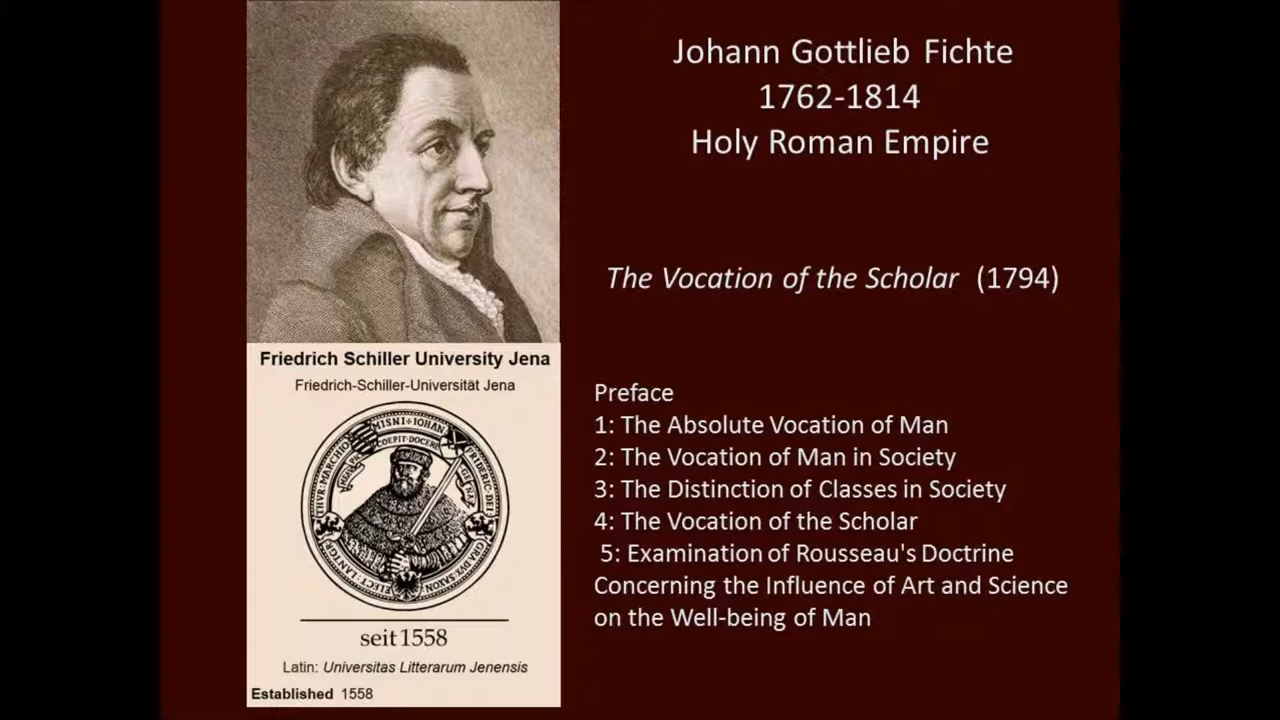 Johann Gottlieb Fichte
1762-1814
Holy Roman Empire
The Vocation of the Scholar (1794)
Friedrich Schiller University Jena
Friedrich-Schiller-Universität Jena
seit 1558
Latin: Universitas Litterarum Jenensis
Established 1558
Preface
1: The Absolute Vocation of Man
2: The Vocation of Man in Society
3: The Distinction of Classes in Society
4: The Vocation of the Scholar
5: Examination of Rousseau's Doctrine
Concerning the Influence of Art and Science
on the Well-being of Man